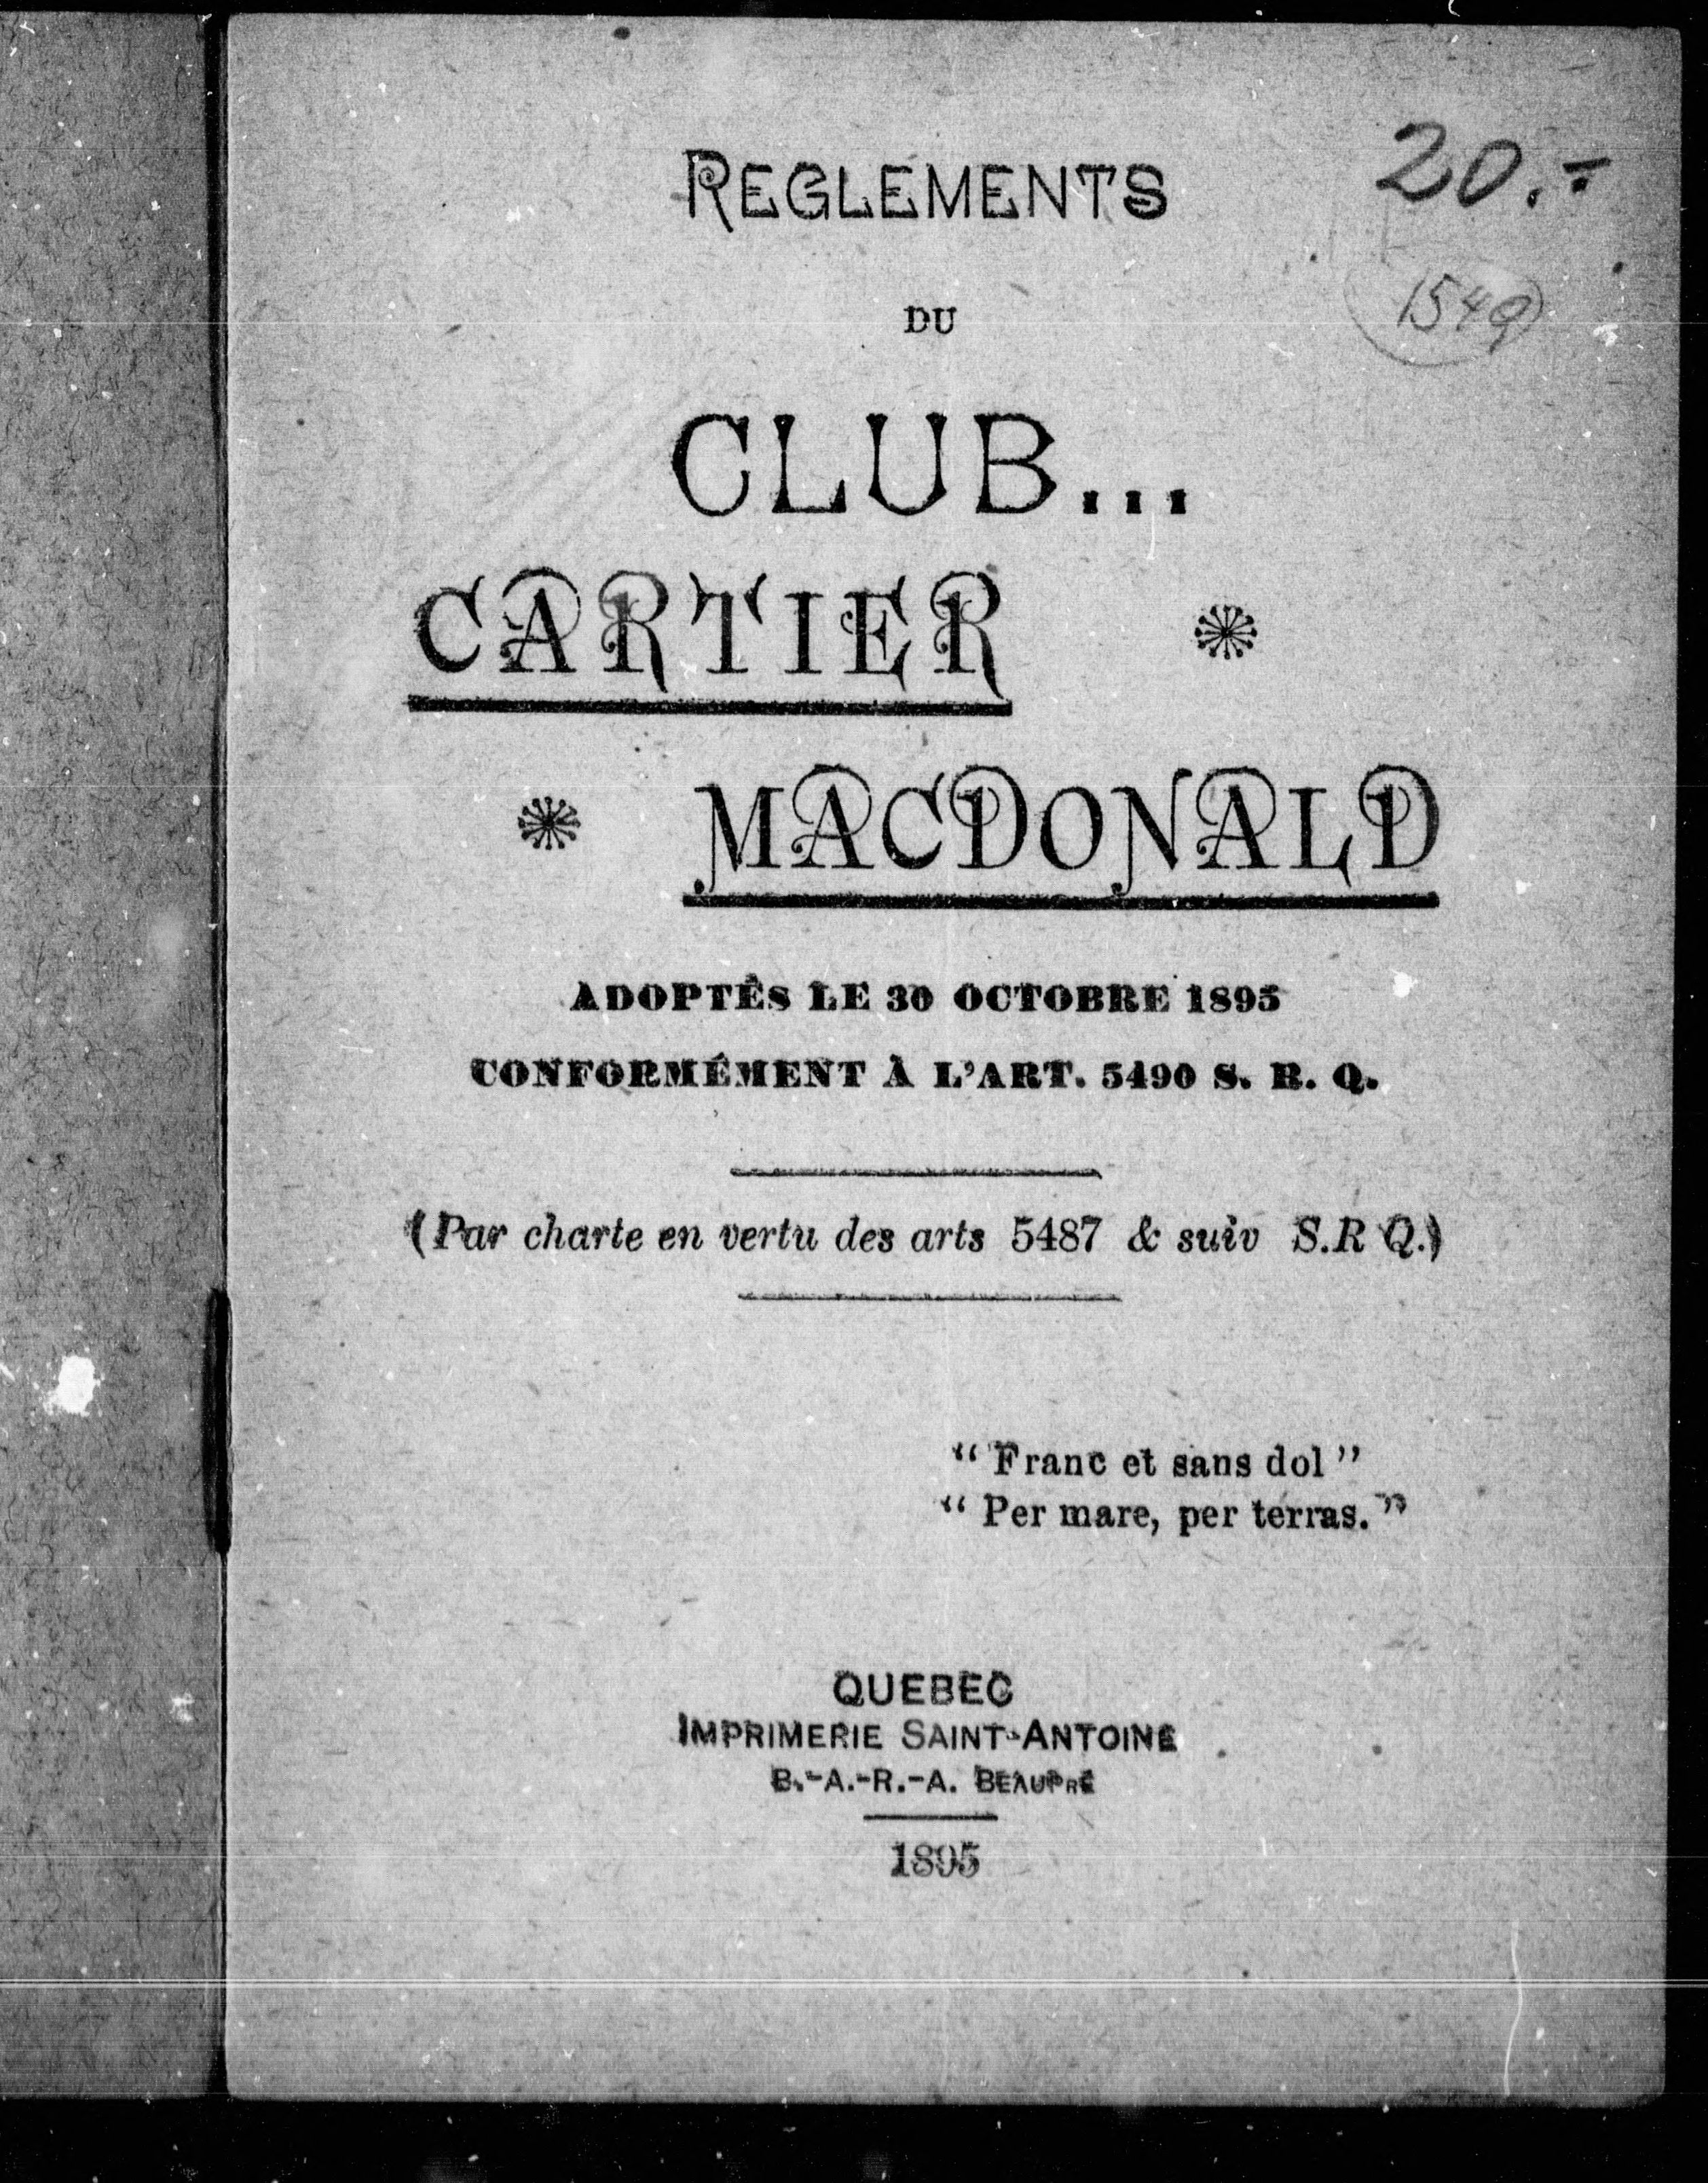 REGLEMENTS
20.-
DU
1549
CLUB...
CARTIER
MACDONALD
ADOPTÉS LE 30 OCTOBRE 1895
CONFORMÉMENT À L'ART. 5490 S. R. Q.
(Par charte en vertu des arts 5487 & suiv S.R Q.)
“ Franc et sans dol ”
“ Per mare, per terras. ”
QUEBEC
IMPRIMERIE SAINT-ANTOINE
B.-A.-R.-A. BEAUPRÉ
1895